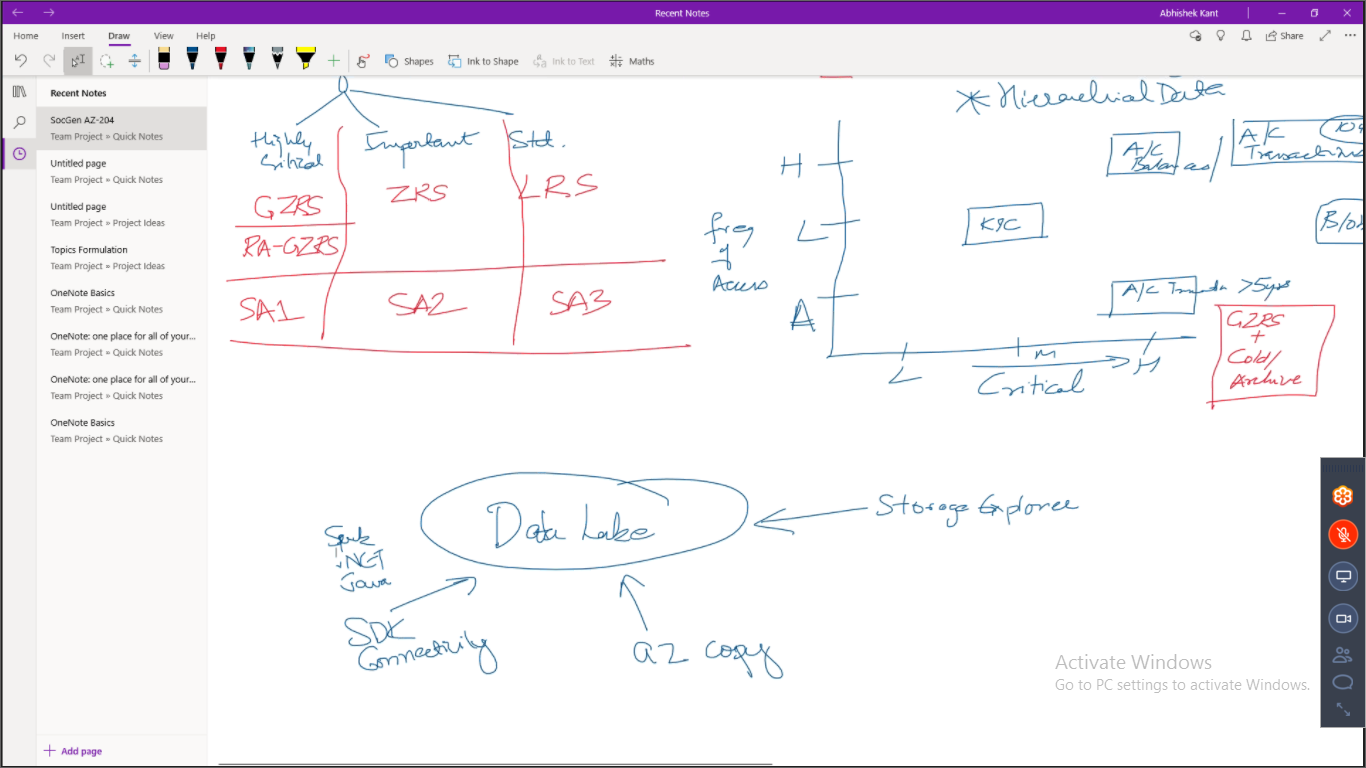 Recent Notes
Abhishek Kant
Home
Insert
Draw
View
Help
Share
Shapes
Ink to Shape
Ink to Text
Maths
Recent Notes
SocGen AZ-204
Team Project » Quick Notes
Untitled page
Team Project » Quick Notes
Untitled page
Team Project » Project Ideas
Topics Formulation
Team Project » Project Ideas
OneNote Basics
Team Project » Quick Notes
OneNote: one place for all of your...
Team Project » Quick Notes
OneNote: one place for all of your...
Team Project » Quick Notes
OneNote Basics
Team Project » Quick Notes
Add page
Highly
Critical
Important
Std.
GZRS
ZRS
LRS
RA-GZRS
SA1
SA2
SA3
* Hierarchial Data
H
L
A
freq
of
Access
A/C
Balances/
A/C
Transactions
KYC
A/C
>5yrs
GZRS
+
Cold/
Archive
L
M
H
Critical
Data Lake
Storage Explorer
.NET
Java
SDK
Connectivity
az copy
Activate Windows
Go to PC settings to activate Windows.